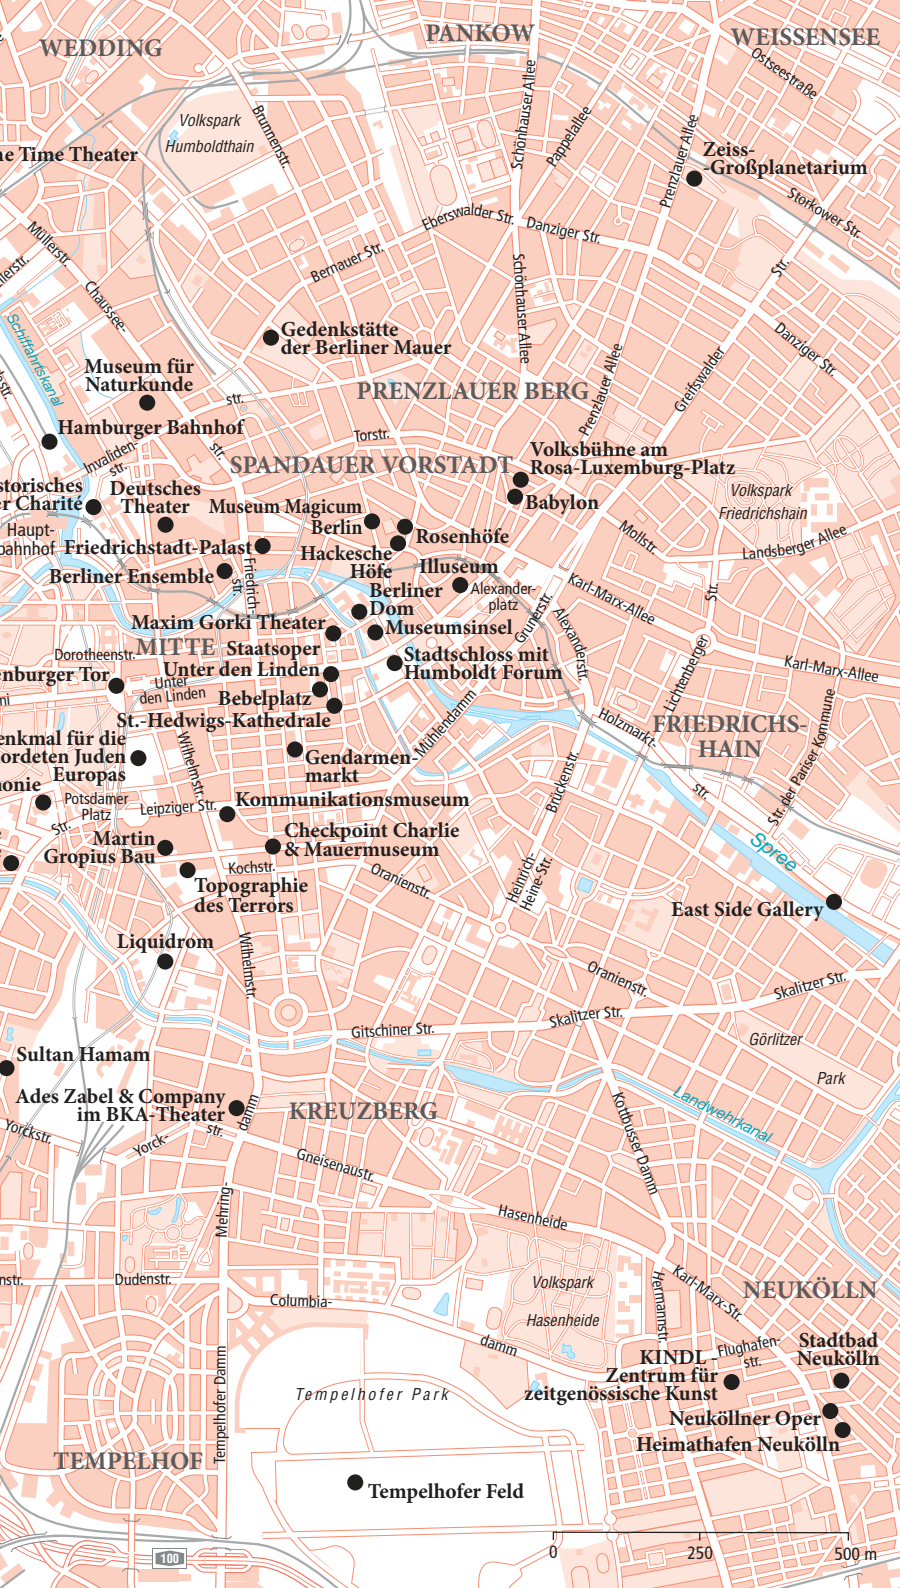 WEDDING
PANKOW
WEISSENSEE
Ostseestraße
Volkspark
Humboldthain
Brunnenstr.
Schönhauser Allee
Pappelallee
Prenzlauer Allee
Time Theater
Zeiss-
-Großplanetarium
Storkower Str.
Müllerstr.
Eberswalder Str.
Danziger Str.
Bernauer Str.
Chaussee-
Schönhauser Allee
Str.
Schiffahrtskanal
Gedenkstätte
der Berliner Mauer
Danziger Str.
Prenzlauer Allee
Greifswalder
Museum für
Naturkunde
PRENZLAUER BERG
str.
Hamburger Bahnhof
Torstr.
Invaliden-
str.
str.
SPANDAUER VORSTADT
Volksbühne am
Rosa-Luxemburg-Platz
Babylon
Volkspark
Friedrichshain
storisches
er Charité
Deutsches
Theater
Museum Magicum
Berlin
Rosenhöfe
Haupt-
bahnhof
Friedrichstadt-Palast
Hackesche
Höfe
Illuseum
Mollstr.
Landsberger Allee
Berliner Ensemble
Friedrich-
str.
Berliner
Dom
Alexander-
platz
Karl-Marx-Allee
Str.
Maxim Gorki Theater
Museumsinsel
Grunerstr.
Alexanderstr.
Dorotheenstr.
MITTE
Staatsoper
Unter den Linden
Stadtschloss mit
Humboldt Forum
Lichtenberger
Karl-Marx-Allee
enburger Tor
Unter
den Linden
Bebelplatz
St.-Hedwigs-Kathedrale
Mühlendamm
Holzmarkt-
str.
FRIEDRICHS-
HAIN
Str. der Pariser Kommune
enkmal für die
ordeten Juden
Europas
Wilhelmstr.
Gendarmen-
markt
Brückenstr.
onie
Potsdamer
Platz
Leipziger Str.
Kommunikationsmuseum
Str.
Martin
Gropius Bau
Checkpoint Charlie
& Mauermuseum
Spree
Kochstr.
Oranienstr.
Heinrich-
Heine-Str.
Topographie
des Terrors
East Side Gallery
Liquidrom
Wilhelmstr.
Oranienstr.
Skalitzer Str.
Gitschiner Str.
Skalitzer Str.
Görlitzer
Park
Sultan Hamam
Ades Zabel & Company
im BKA-Theater
damm
KREUZBERG
Landwehrkanal
Kottbusser Damm
Yorckstr.
Yorck-
str.
Gneisenaustr.
Mehring-
Hasenheide
Dudenstr.
Columbia-
damm
Volkspark
Hasenheide
Hermannstr.
Karl-Marx-Str.
NEUKÖLLN
Flughafen-
str.
Stadtbad
Neukölln
KINDL -
Zentrum für
zeitgenössische Kunst
Tempelhofer Park
Tempelhofer Damm
Neuköllner Oper
Heimathafen Neukölln
TEMPELHOF
Tempelhofer Feld
100
0
250
500 m